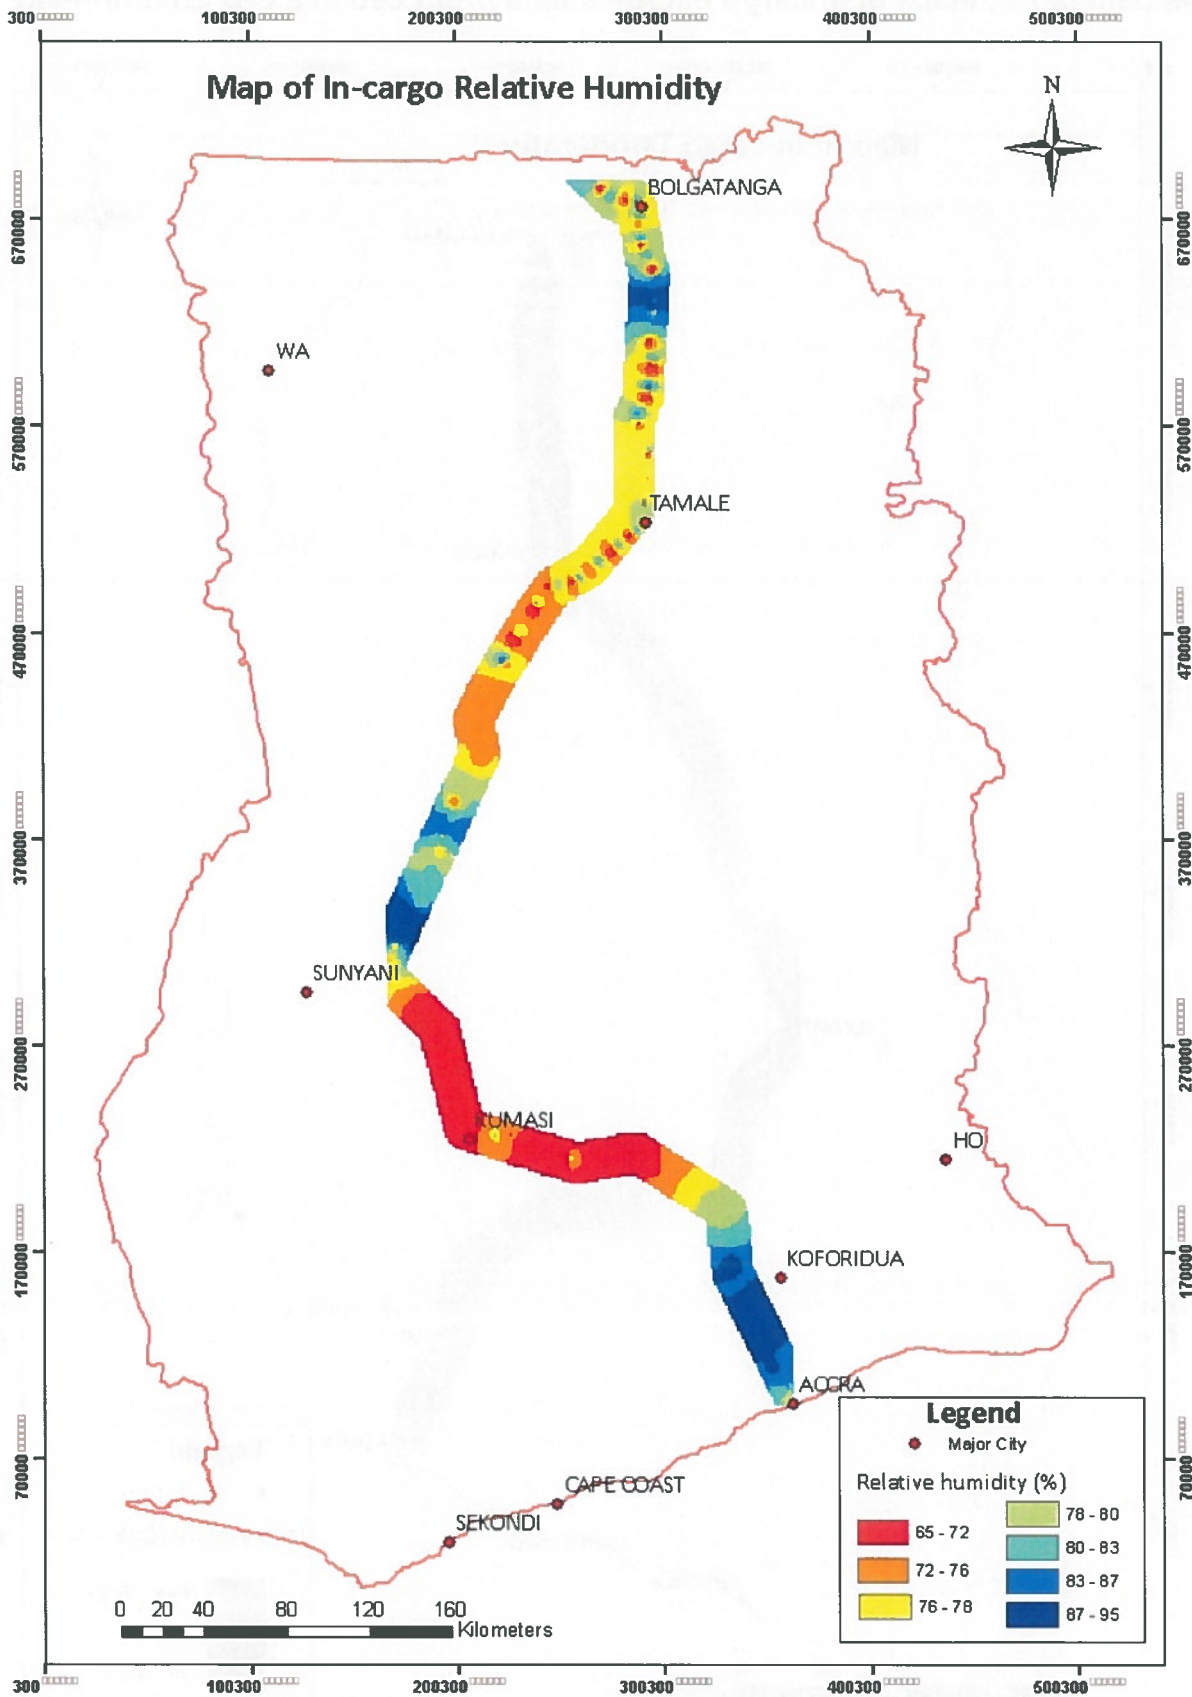 300 100300 200300 300300 400300 500300
Map of In-cargo Relative Humidity
N
BOLGATANGA
670000 670000
WA
570000 570000
TAMALE
470000 470000
370000 370000
SUNYANI
270000 270000
KUMASI
HO
170000 170000
KOFORIDUA
ACCRA
Legend
Major City
70000 70000
CAPE COAST
SEKONDI
Relative humidity (%)
65 - 72
72 - 76
76 - 78
78 - 80
80 - 83
83 - 87
87 - 95
0 20 40 80 120 160
Kilometers
300 100300 200300 300300 400300 500300